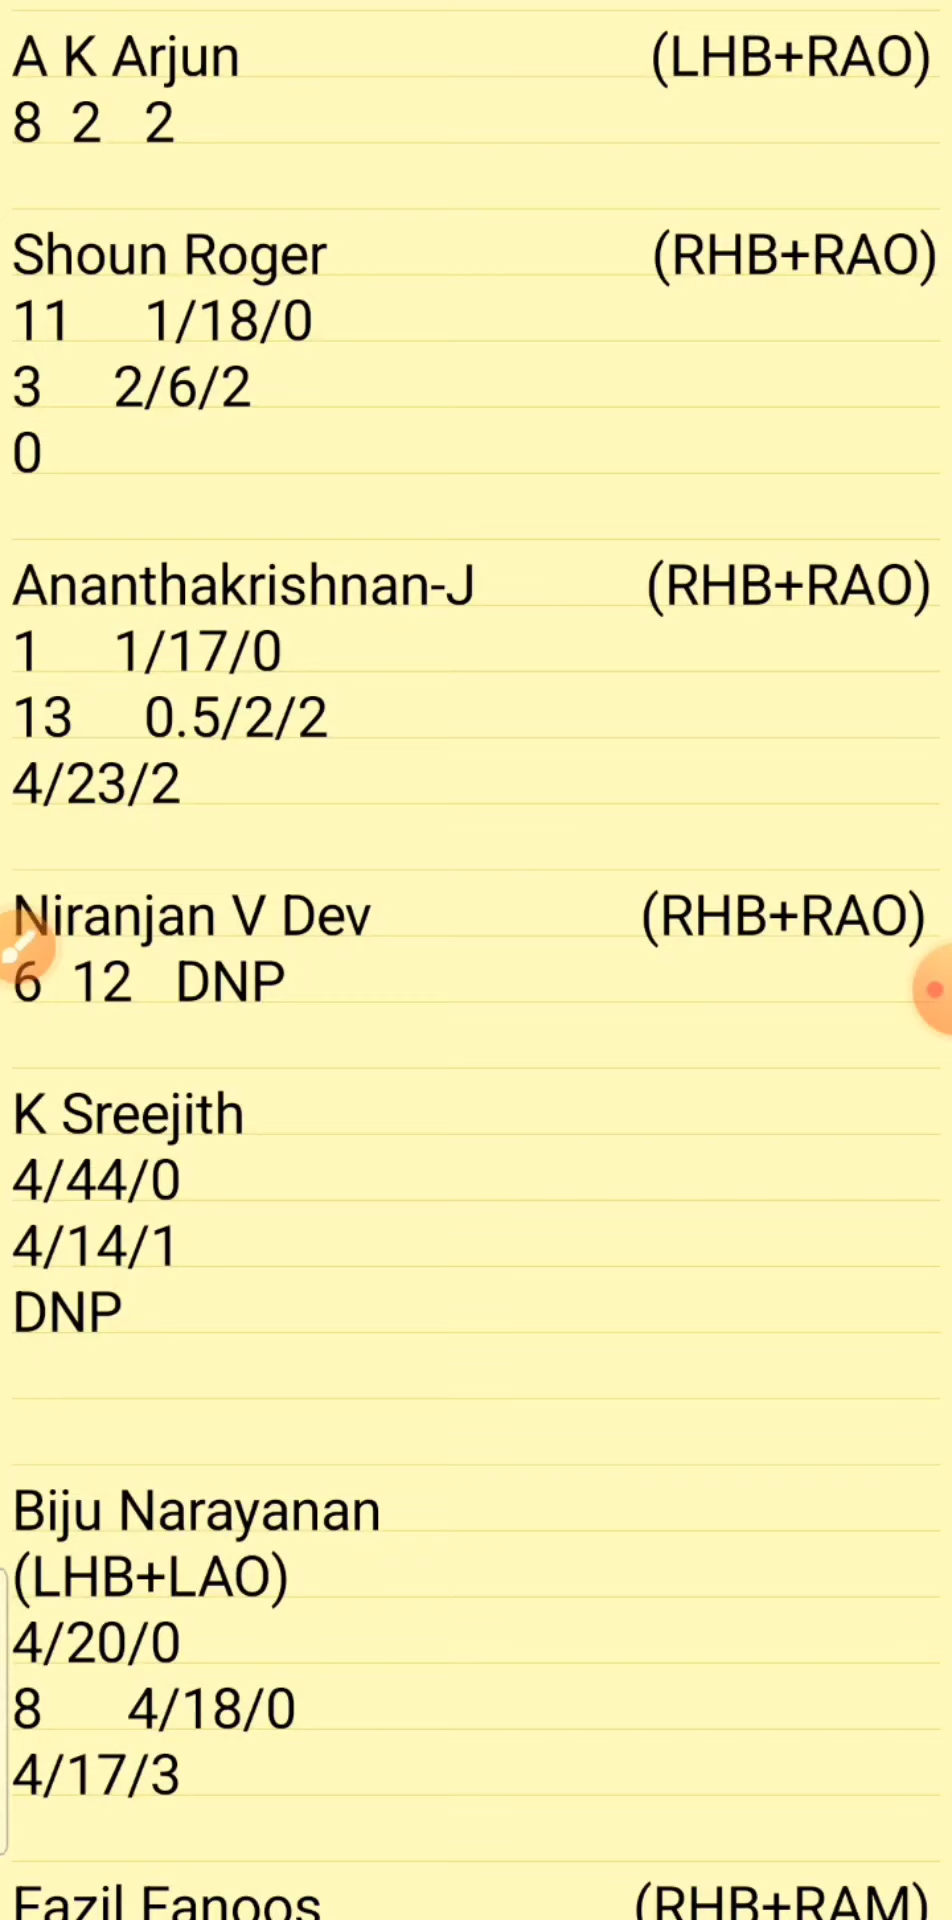 A K Arjun (LHB+RAO)
8 2 2
Shoun Roger (RHB+RAO)
11 1/18/0
3 2/6/2
0
Ananthakrishnan-J (RHB+RAO)
1 1/17/0
13 0.5/2/2
4/23/2
Niranjan V Dev (RHB+RAO)
6 12 DNP
K Sreejith
4/44/0
4/14/1
DNP
Biju Narayanan
(LHB+LAO)
4/20/0
8 4/18/0
4/17/3
Fazil Fanoos (RHB+RAM)